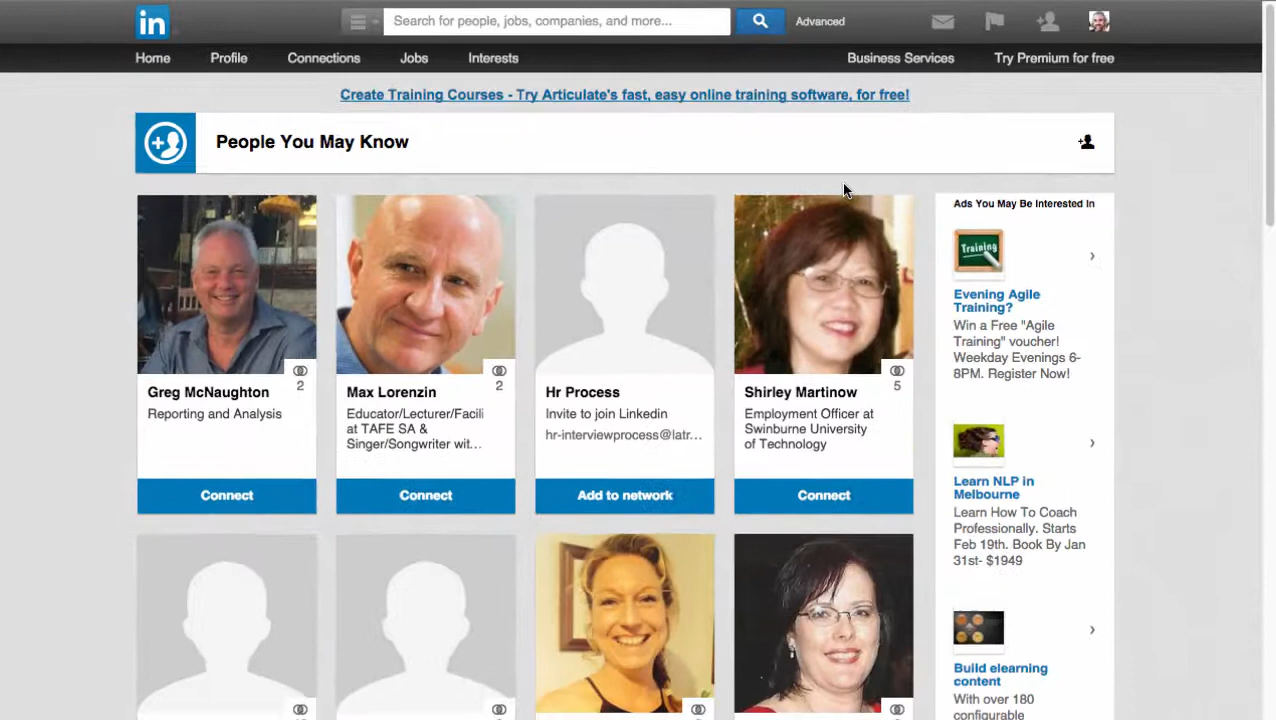 in
Search for people, jobs, companies, and more...
Advanced
Home Profile Connections Jobs Interests Business Services Try Premium for free
Create Training Courses - Try Articulate's fast, easy online training software, for free!
People You May Know
Greg McNaughton
2
Reporting and Analysis
Connect
Max Lorenzin
2
Educator/Lecturer/Facili
at TAFE SA &
Singer/Songwriter wit...
Connect
Hr Process
Invite to join Linkedin
hr-interviewprocess@latr...
Add to network
Shirley Martinow
5
Employment Officer at
Swinburne University
of Technology
Connect
Ads You May Be Interested In
Training
Evening Agile
Training?
Win a Free "Agile
Training" voucher!
Weekday Evenings 6-
8PM. Register Now!
Learn NLP in
Melbourne
Learn How To Coach
Professionally. Starts
Feb 19th. Book By Jan
31st- $1949
Build elearning
content
With over 180
configurable